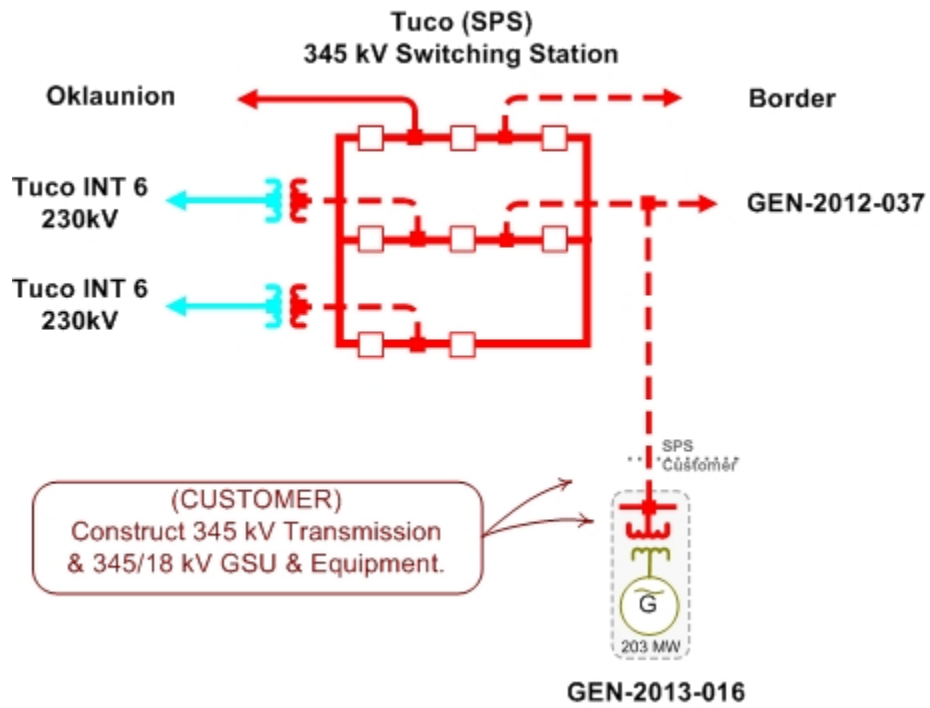 Tuco (SPS)
345 kV Switching Station
Oklaunion
Border
Tuco INT 6
230kV
GEN-2012-037
Tuco INT 6
230kV
SPS
Customer
(CUSTOMER)
Construct 345 kV Transmission
& 345/18 kV GSU & Equipment.
G
203 MW
GEN-2013-016